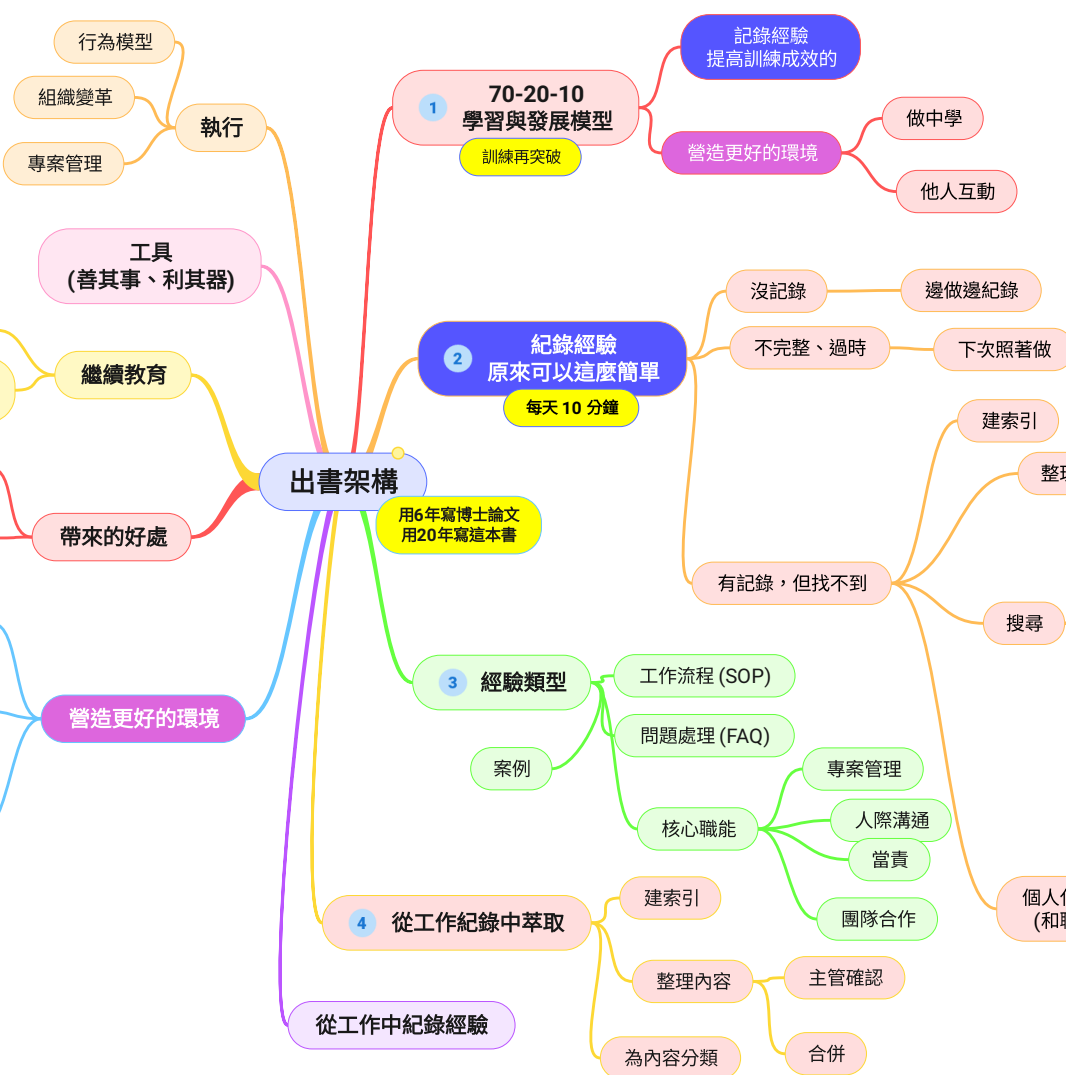 出書架構
用6年寫博士論文
用20年寫這本書
1
70-20-10
學習與發展模型
訓練再突破
記錄經驗
提高訓練成效的
營造更好的環境
做中學
他人互動
2
紀錄經驗
原來可以這麼簡單
每天 10 分鐘
沒記錄
邊做邊紀錄
不完整、過時
下次照著做
有記錄，但找不到
建索引
整
搜尋
個人
(和
3
經驗類型
工作流程 (SOP)
問題處理 (FAQ)
案例
核心職能
專案管理
人際溝通
當責
團隊合作
4
從工作紀錄中萃取
建索引
整理內容
主管確認
合併
為內容分類
從工作中紀錄經驗
執行
行為模型
組織變革
專案管理
工具
(善其事、利其器)
繼續教育
帶來的好處
營造更好的環境